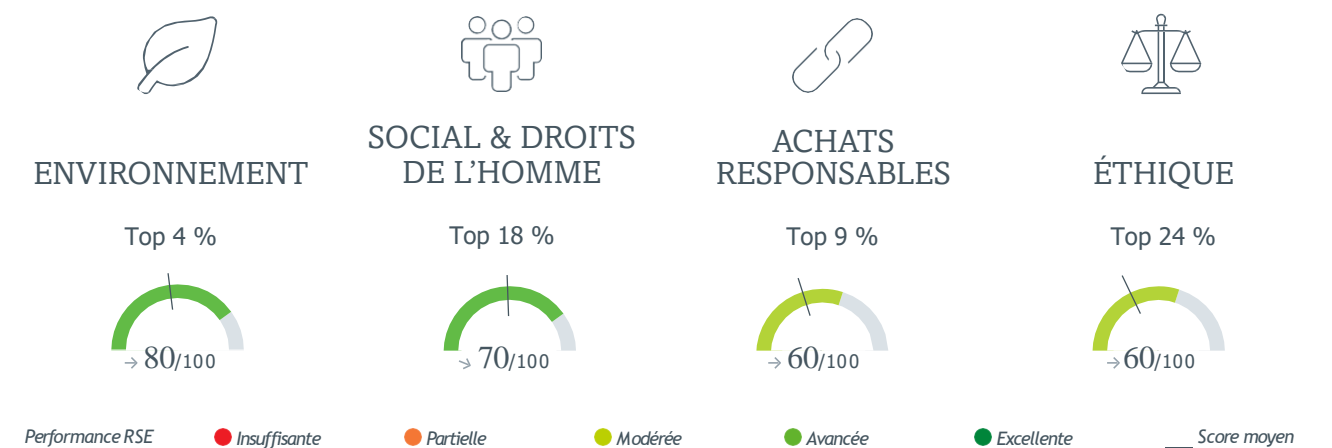 ENVIRONNEMENT
SOCIAL & DROITS
DE L'HOMME
ACHATS
RESPONSABLES
ÉTHIQUE
Top 4 %
Top 18 %
Top 9 %
Top 24 %
→ 80/100
↘ 70/100
→ 60/100
→ 60/100
Performance RSE
Insuffisante
Partielle
Modérée
Avancée
Excellente
Score moyen